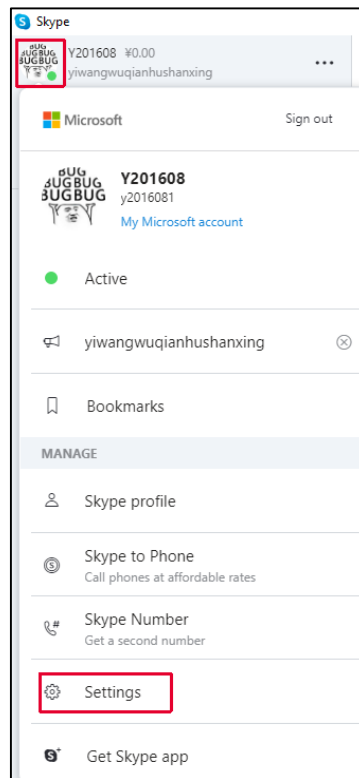 Skype
BUG
BUGBUG
BUGBUG
Y201608 ¥0.00
yiwangwuqianhushanxing
Microsoft
Sign out
BUG
BUGBUG
BUGBUG
Y201608
y2016081
My Microsoft account
Active
yiwangwuqianhushanxing
Bookmarks
MANAGE
Skype profile
Skype to Phone
Call phones at affordable rates
Skype Number
Get a second number
Settings
Get Skype app